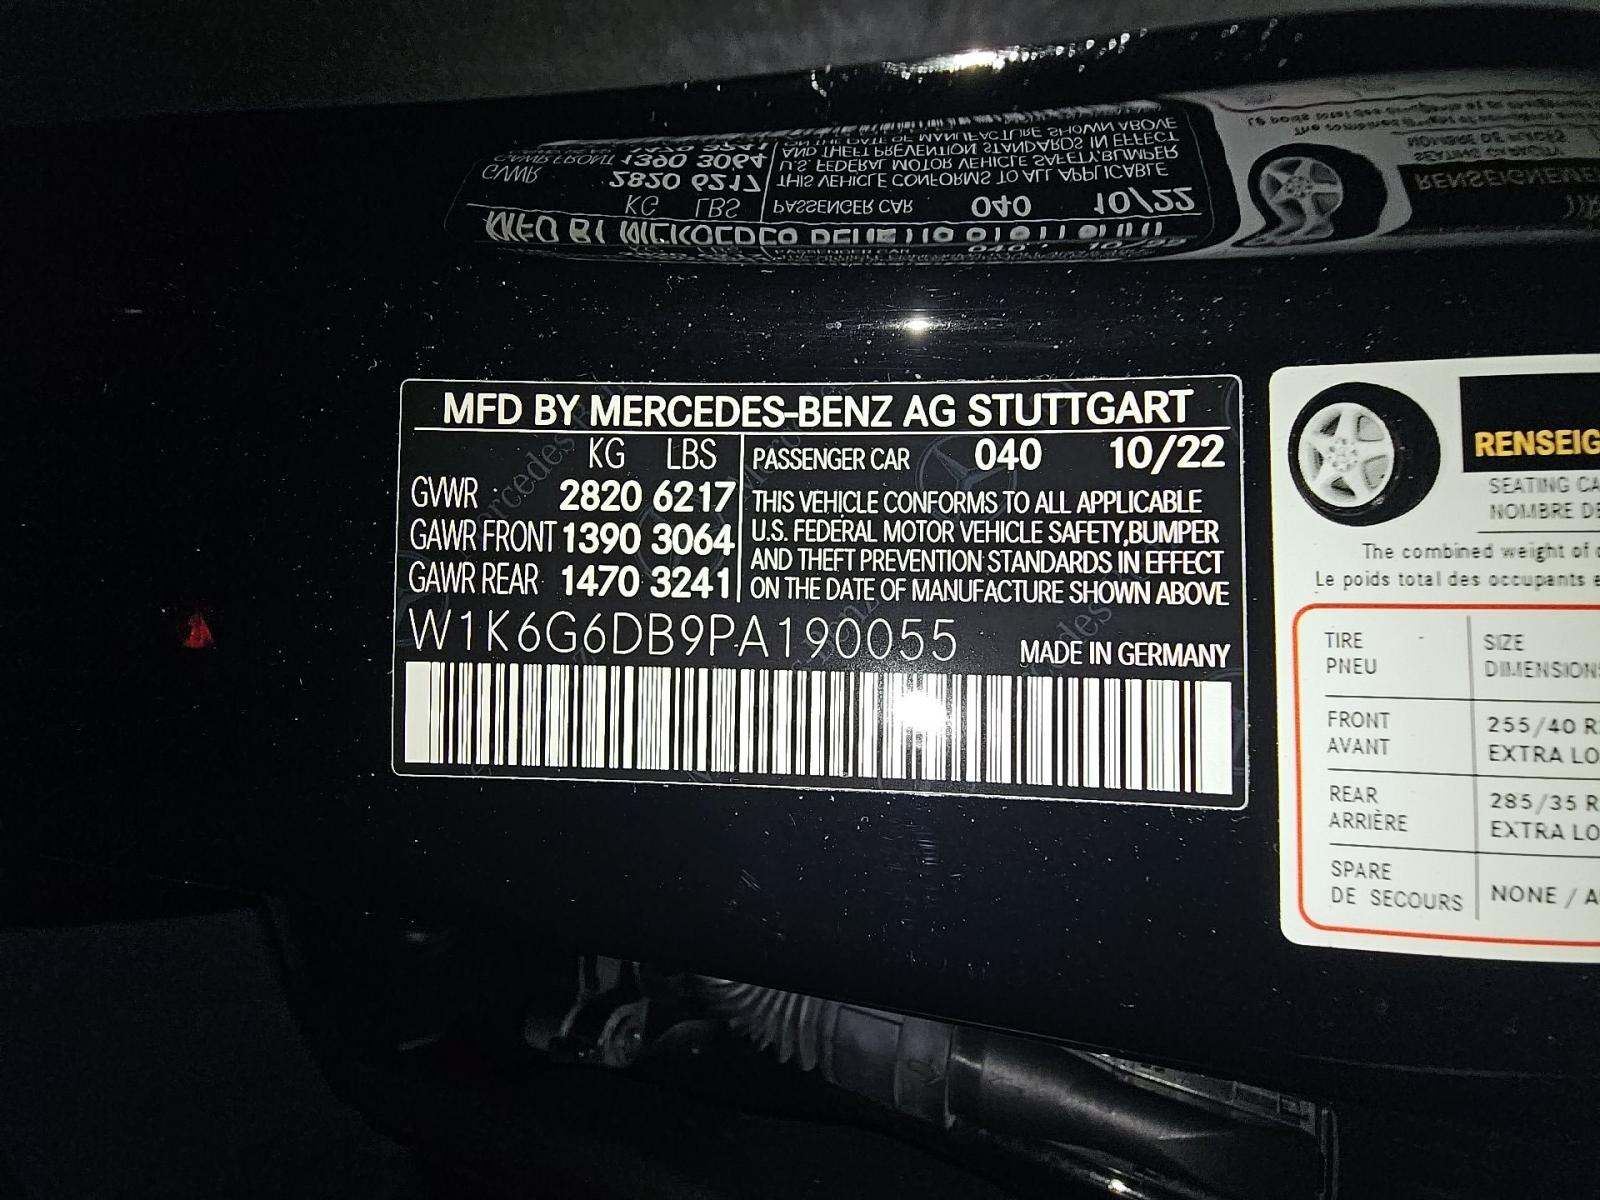 MFD BY MERCEDES-BENZ AG STUTTGART
KG LBS
GVWR 2820 6217
GAWR FRONT 1390 3064
GAWR REAR 1470 3241
PASSENGER CAR 040 10/22
THIS VEHICLE CONFORMS TO ALL APPLICABLE
U.S. FEDERAL MOTOR VEHICLE SAFETY,BUMPER
AND THEFT PREVENTION STANDARDS IN EFFECT
ON THE DATE OF MANUFACTURE SHOWN ABOVE
W1K6G6DB9PA190055
MADE IN GERMANY
RENSEIG
SEATING CA
NOMBRE DE
The combined weight of
Le poids total des occupants
TIRE SIZE
PNEU DIMENSIONS
FRONT 255/40 R
AVANT EXTRA LO
REAR 285/35 R
ARRIÈRE EXTRA LO
SPARE
DE SECOURS NONE / A